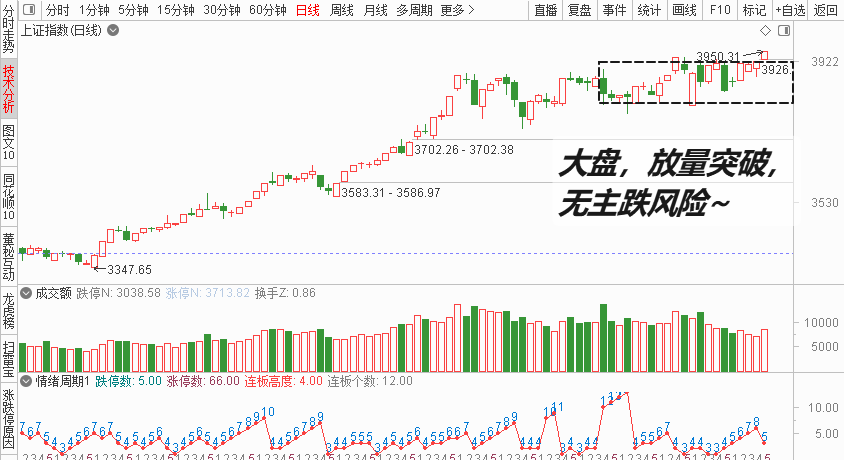 分时 1分钟 5分钟 15分钟 30分钟 60分钟 日线 周线 月线 多周期 更多 直播 复盘 事件 统计 画线 F10 标记 +自选 返回
分时走势
技术分析
图文10
同花顺10
董秘互动
龙虎榜
扫雷宝
涨跌停原因
上证指数(日线)
3950.31
3926.
3922
3702.26 - 3702.38
3583.31 - 3586.97
3530
3347.65
大盘，放量突破，
无主跌风险~
成交额 跌停N: 3038.58 涨停N: 3713.82 换手Z: 0.86
10000
5000
情绪周期1 跌停数: 5.00 涨停数: 66.00 连板高度: 4.00 连板个数: 12.00
10.00
5.00